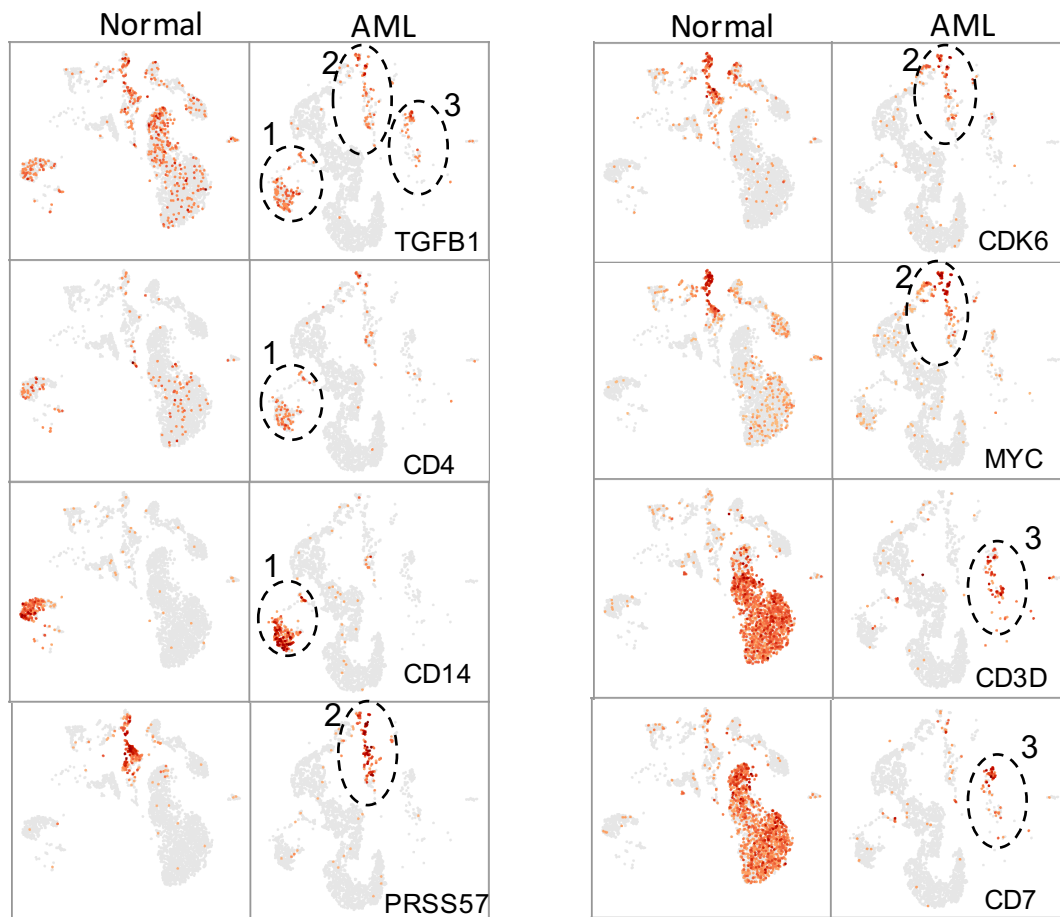 Normal AML
2
3
1
TGFB1
1
CD4
1
CD14
2
PRSS57
Normal AML
2
CDK6
2
MYC
3
CD3D
3
CD7